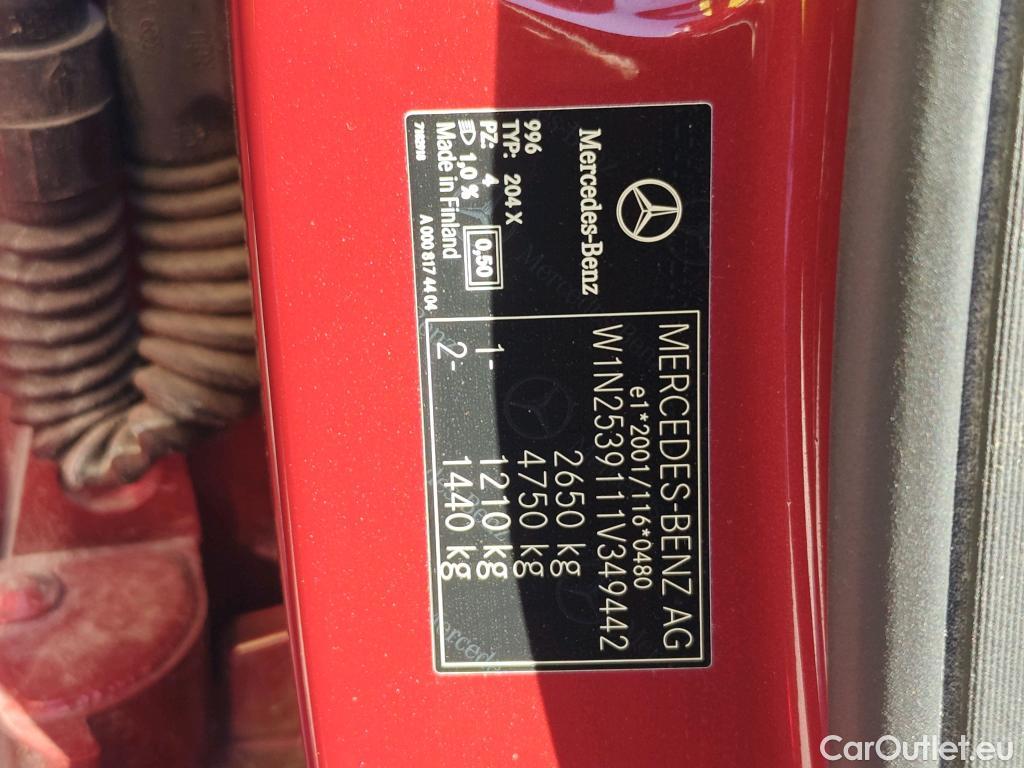 Mercedes-Benz
996
TYP: 204 X
PZ: 4
1,0 %
0,50
Made in Finland
A 000 817 44 04
MERCEDES-BENZ AG
e1*2001/116*0480
W1N2539111V349442
2650 kg
4750 kg
1- 1210 kg
2- 1440 kg
CarOutlet.eu